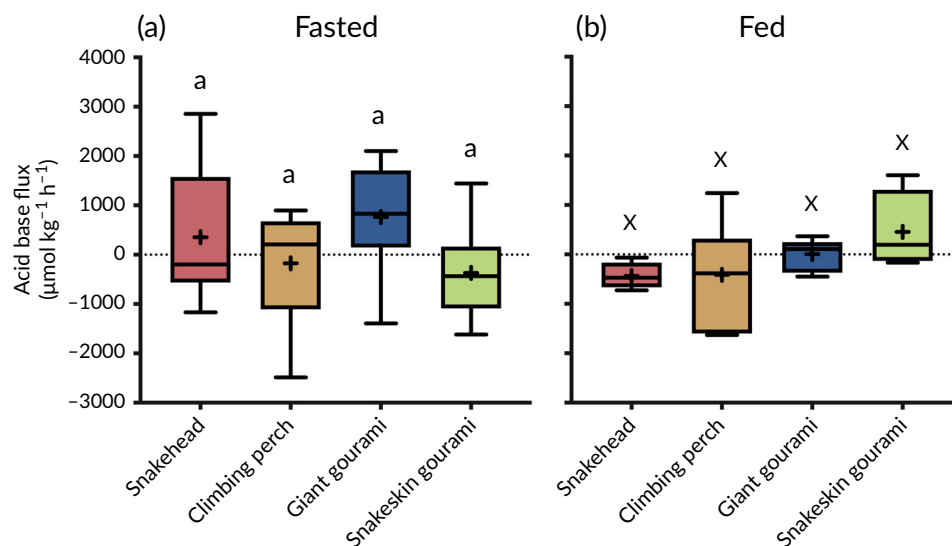 (a) Fasted
(b) Fed
Acid base flux
(μmol kg⁻¹ h⁻¹)
4000
3000
2000
1000
0
−1000
−2000
−3000
a
a
a
a
X
X
X
X
Snakehead
Climbing perch
Giant gourami
Snakeskin gourami
Snakehead
Climbing perch
Giant gourami
Snakeskin gourami